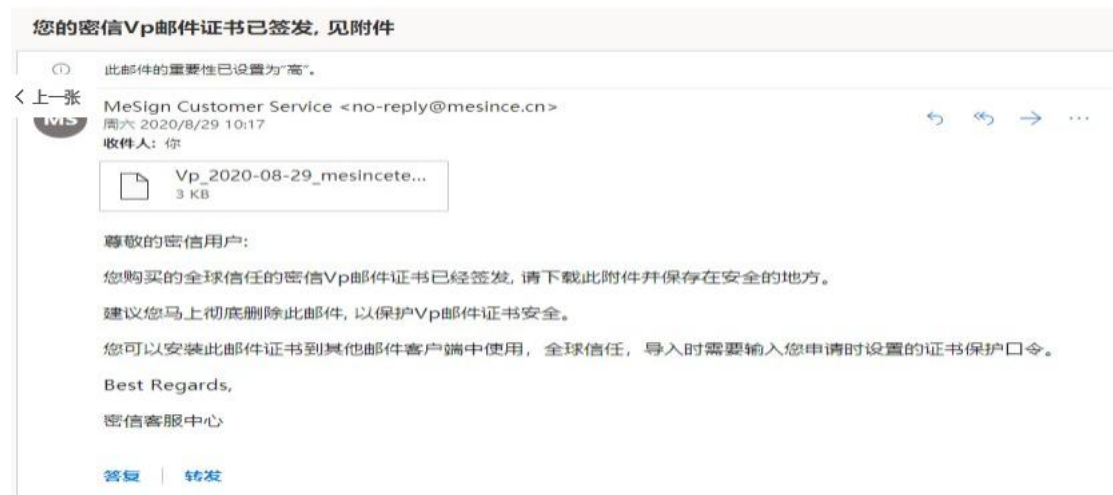 您的密信Vp邮件证书已签发, 见附件
此邮件的重要性已设置为"高"。
上一张
MS
MeSign Customer Service <no-reply@mesince.cn>
周六 2020/8/29 10:17
收件人: 你
Vp_2020-08-29_mesincete...
3 KB
尊敬的密信用户:
您购买的全球信任的密信Vp邮件证书已经签发, 请下载此附件并保存在安全的地方。
建议您马上彻底删除此邮件, 以保护Vp邮件证书安全。
您可以安装此邮件证书到其他邮件客户端中使用，全球信任，导入时需要输入您申请时设置的证书保护口令。
Best Regards,
密信客服中心
答复 | 转发